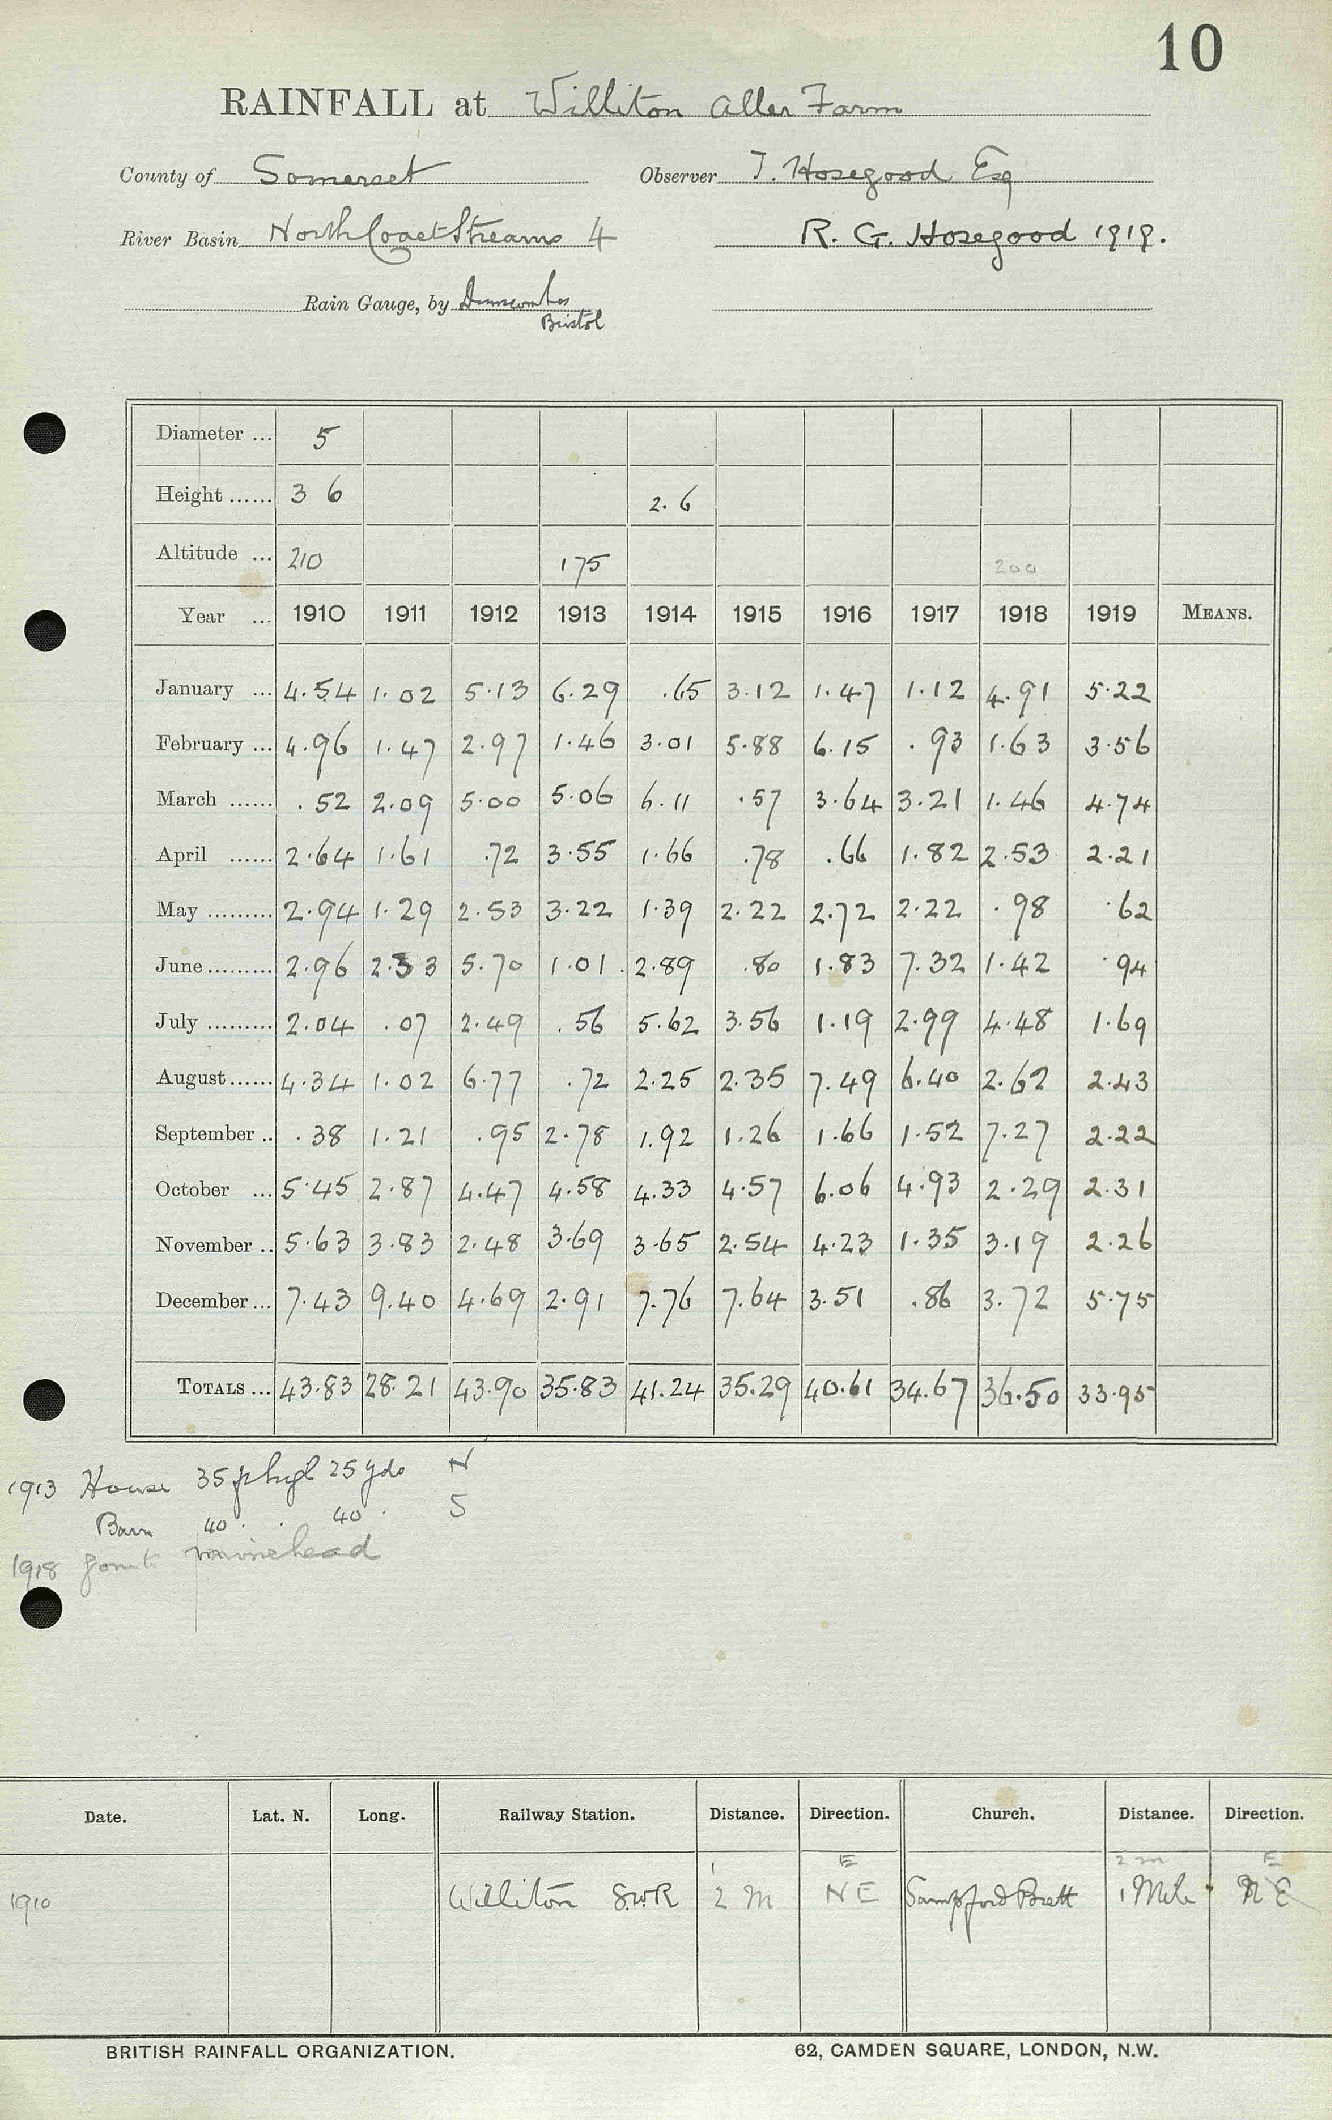 10
RAINFALL at Williton Aller Farm
County of Somerset Observer T. Hosegood Esq
River Basin North Coast Streams 4 R. G. Hosegood 1919.
Rain Gauge, by Dunscombes
Bristol
Diameter ... 5
Height ...... 3 6 2.6
Altitude ... 210 175 200
Year ... 1910 1911 1912 1913 1914 1915 1916 1917 1918 1919 MEANS.
January ... 4.54 1.02 5.13 6.29 .65 3.12 1.47 1.12 4.91 5.22
February ... 4.96 1.47 2.97 1.46 3.01 5.88 6.15 .93 1.63 3.56
March ...... .52 2.09 5.00 5.06 6.11 .57 3.64 3.21 1.46 4.74
April ...... 2.64 1.61 .72 3.55 1.66 .78 .66 1.82 2.53 2.21
May ......... 2.94 1.29 2.53 3.22 1.39 2.22 2.72 2.22 .98 .62
June ......... 2.96 2.33 5.70 1.01 2.89 .80 1.83 7.32 1.42 .94
July ......... 2.04 .07 2.49 .56 5.62 3.56 1.19 2.99 4.48 1.69
August ...... 4.34 1.02 6.77 .72 2.25 2.35 7.49 6.40 2.62 2.43
September .. .38 1.21 .95 2.78 1.92 1.26 1.66 1.52 7.27 2.22
October ... 5.45 2.87 4.47 4.58 4.33 4.57 6.06 4.93 2.29 2.31
November .. 5.63 3.83 2.48 3.69 3.65 2.54 4.23 1.35 3.19 2.26
December ... 7.43 9.40 4.69 2.91 7.76 7.64 3.51 .86 3.72 5.75
TOTALS ... 43.83 28.21 43.90 35.83 41.24 35.29 40.61 34.67 36.50 33.95
1913 House 35 ft high 25 yds N
Barn 40 . 40 . S
1918 minehead
Date. Lat. N. Long. Railway Station. Distance. Direction. Church. Distance. Direction.
1 E 2 m E
1910 Williton G.W.R 2 m NE Sampford Brett 1 Mile NE
BRITISH RAINFALL ORGANIZATION. 62, CAMDEN SQUARE, LONDON, N.W.